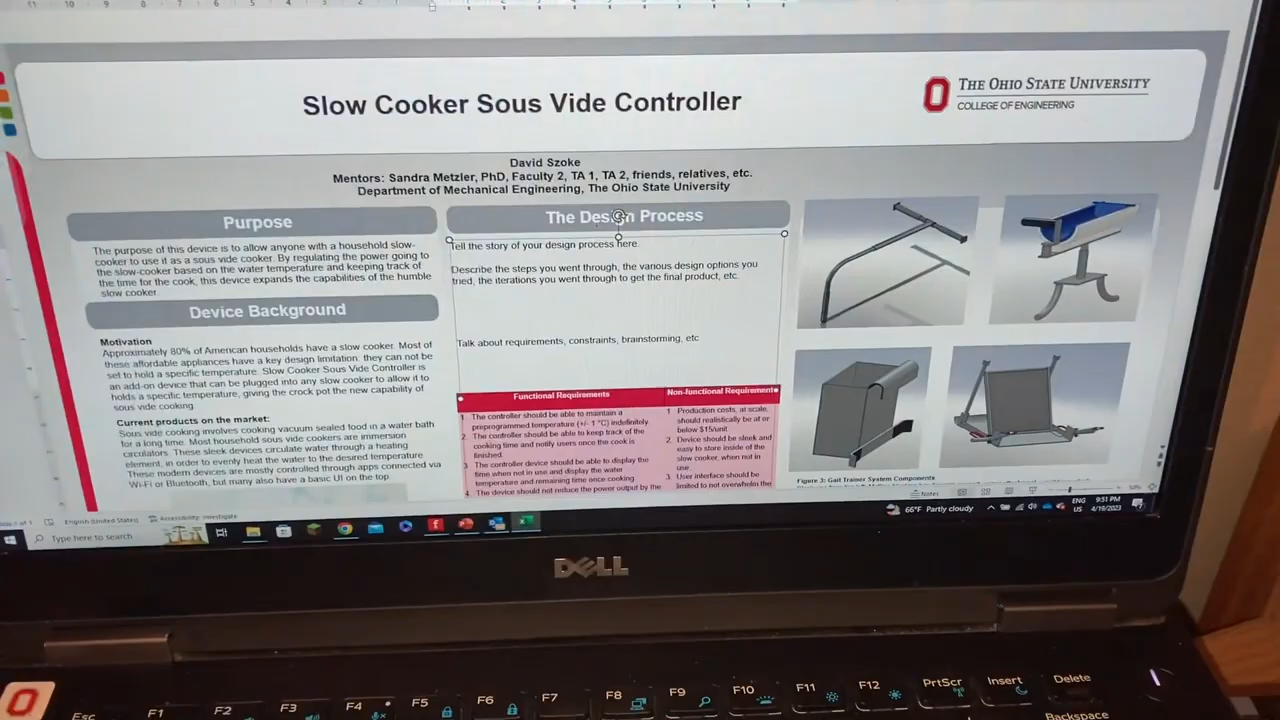 Slow Cooker Sous Vide Controller
THE OHIO STATE UNIVERSITY
COLLEGE OF ENGINEERING
David Szoke
Mentors: Sandra Metzler, PhD, Faculty 2, TA 1, TA 2, friends, relatives, etc.
Department of Mechanical Engineering, The Ohio State University
Purpose
The purpose of this device is to allow anyone with a household slow-
cooker to use it as a sous vide cooker. By regulating the power going to
the slow-cooker based on the water temperature and keeping track of
the time for the cook, this device expands the capabilities of the humble
slow cooker.
Device Background
Motivation
Approximately 80% of American households have a slow cooker. Most of
these affordable appliances have a key design limitation: they can not be
set to hold a specific temperature. Slow Cooker Sous Vide Controller is
an add-on device that can be plugged into any slow cooker to allow it to
holds a specific temperature, giving the crock pot the new capability of
sous vide cooking
Current products on the market:
Sous vide cooking involves cooking vacuum sealed food in a water bath
for a long time. Most household sous vide cookers are immersion
circulators. These sleek devices circulate water through a heating
element, in order to evenly heat the water to the desired temperature
These modern devices are mostly controlled through apps connected via
Wi-Fi or Bluetooth, but many also have a basic UI on the top
The Design Process
Tell the story of your design process here.
Describe the steps you went through, the various design options you
tried, the iterations you went through to get the final product, etc.
Talk about requirements, constraints, brainstorming, etc
Functional Requirements
1 The controller should be able to maintain a
preprogrammed temperature (+/- 1 °C) indefinitely
2. The controller should be able to keep track of the
cooking time and notify users once the cook is
finished.
3 The controller device should be able to display the
time when not in use and display the water
temperature and remaining time once cooking
4. The device should not reduce the power output by the
Non-functional Requirements
1 Production costs, at scale,
should realistically be at or
below $15/unit
2. Device should be sleek and
easy to store inside of the
slow cooker, when not in
use.
3. User interface should be
limited to not overwhelm the
Figure 3: Gait Trainer System Components
English (United States)
Accessibility: Investigate
Notes
50%
Type here to search
66°F Partly cloudy
ENG
US
9:51 PM
4/19/2023
DELL
Esc
F1
F2
F3
F4
F5
F6
F7
F8
F9
F10
F11
F12
PrtScr
Insert
Delete
Backspace